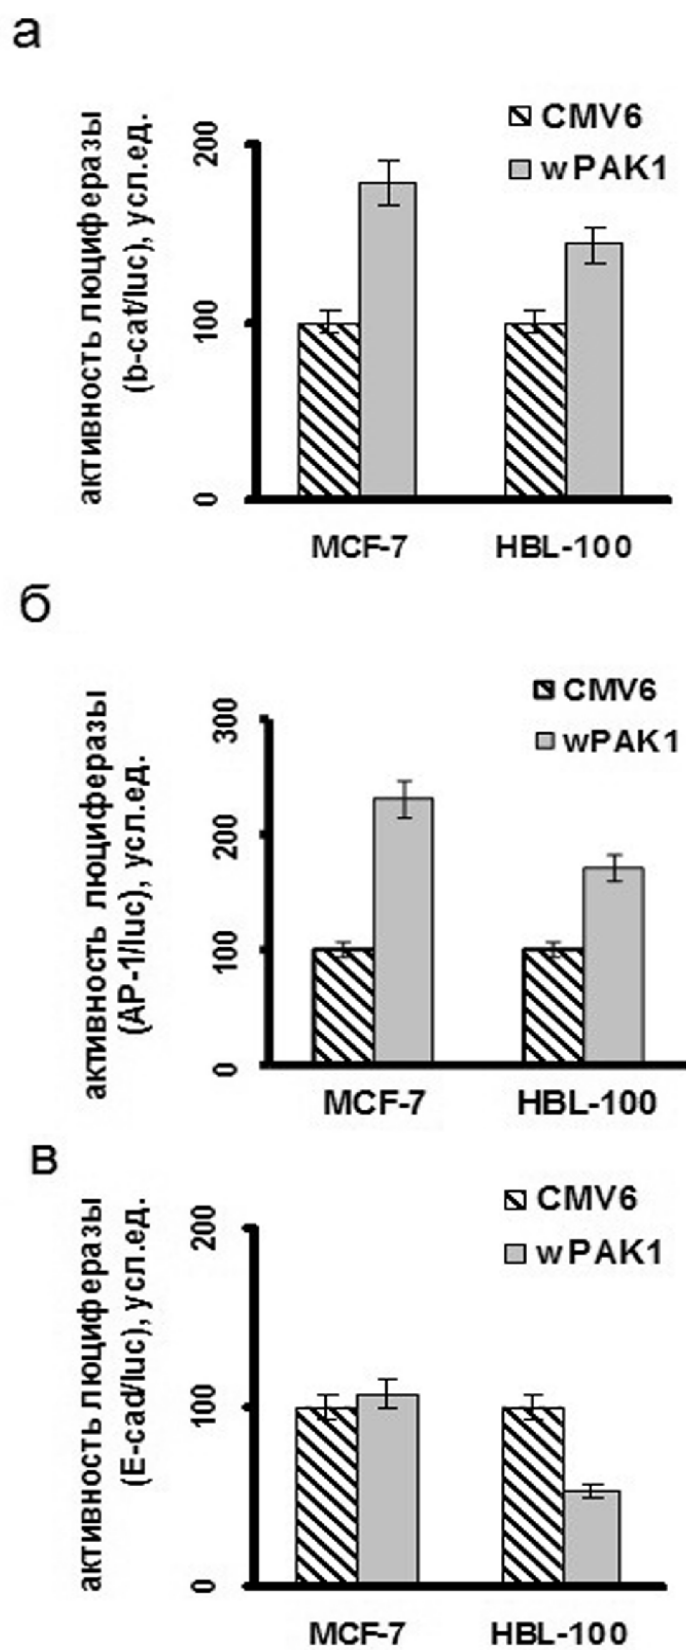 а
активность люциферазы
(b-cat/luc), усл.ед.
200
100
0
CMV6
wPAK1
MCF-7 HBL-100
б
активность люциферазы
(AP-1/luc), усл.ед.
300
200
100
0
CMV6
wPAK1
MCF-7 HBL-100
в
активность люциферазы
(E-cad/luc), усл.ед.
200
100
0
CMV6
wPAK1
MCF-7 HBL-100